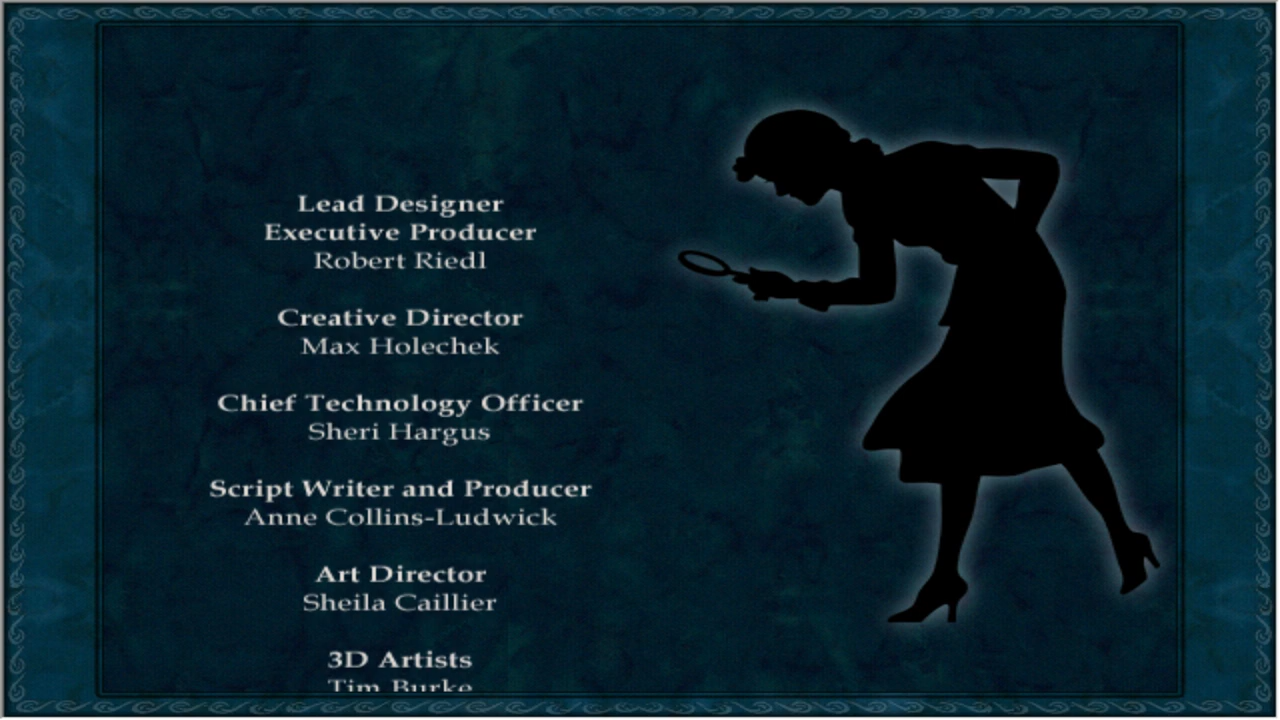 Lead Designer
Executive Producer
Robert Riedl
Creative Director
Max Holechek
Chief Technology Officer
Sheri Hargus
Script Writer and Producer
Anne Collins-Ludwick
Art Director
Sheila Caillier
3D Artists
Tim Burke